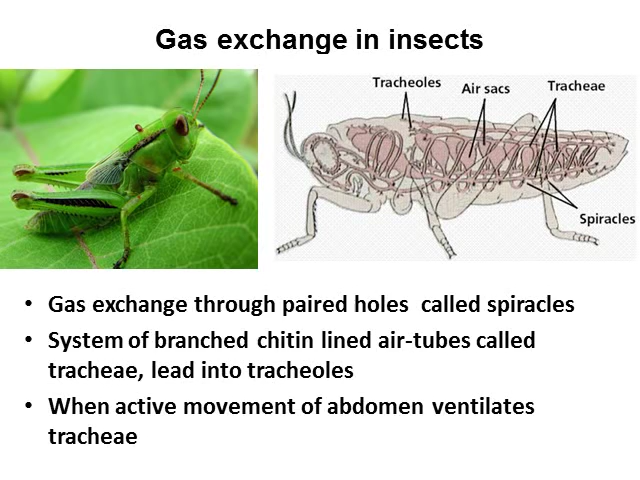 Gas exchange in insects
Tracheoles
Air sacs
Tracheae
Spiracles
• Gas exchange through paired holes called spiracles
• System of branched chitin lined air-tubes called
tracheae, lead into tracheoles
• When active movement of abdomen ventilates
tracheae